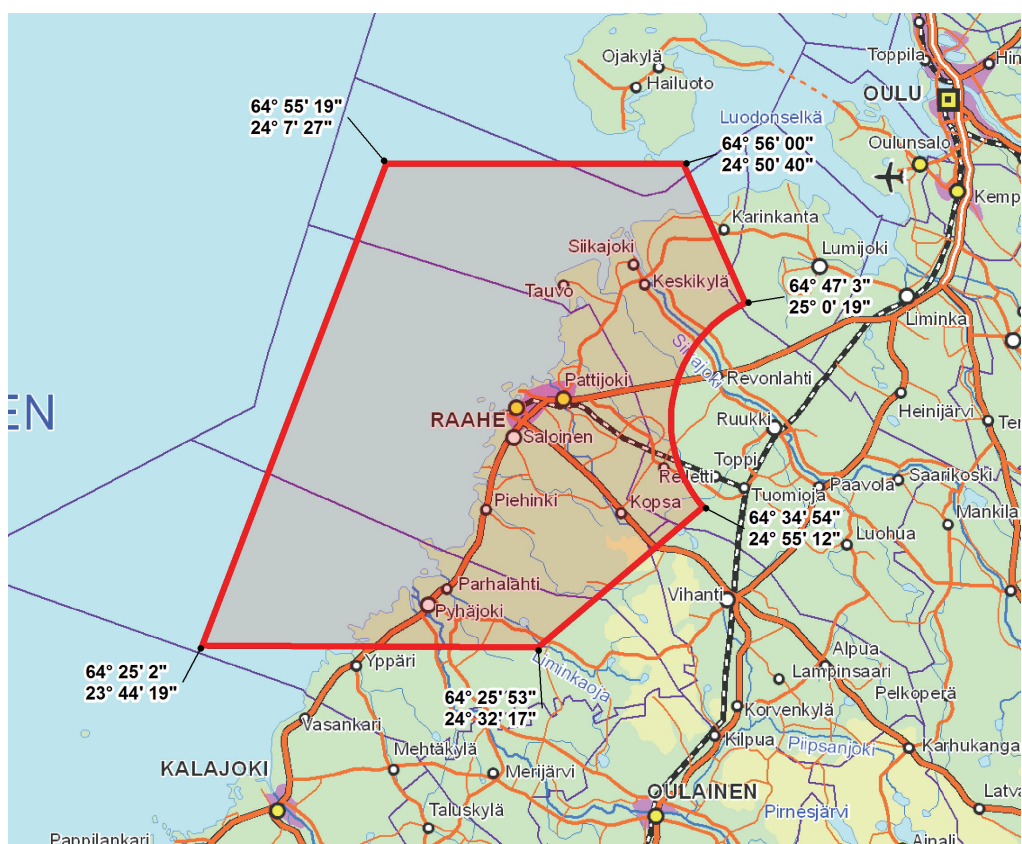 Toppila
Hin
Ojakylä
Hailuoto
OULU
64° 55' 19"
24° 7' 27"
Luodonselkä
64° 56' 00"
24° 50' 40"
Oulunsalo
Kemp
Karinkanta
Siikajoki
Lumijoki
Keskikylä
Tauvo
64° 47' 3"
25° 0' 19"
Liminka
Siikajoki
Pattijoki
Revonlahti
EN
RAAHE
Heinijärvi
Ruukki
Ter
Saloinen
Toppi
Relletti
Saarikoski
Paavola
Tuomioja
Piehinki
Kopsa
Mankila
64° 34' 54"
24° 55' 12"
Luohua
Parhalahti
Vihanti
Pyhäjoki
Alpua
Yppäri
Liminkaoja
Lampinsaari
64° 25' 2"
23° 44' 19"
64° 25' 53"
24° 32' 17"
Pelkoperä
Korvenkylä
Vasankari
Kilpua
Piipsanjoki
Karhukanga
Mehtäkylä
KALAJOKI
Merijärvi
OULAINEN
Latva
Taluskylä
Pirnesjärvi
Pappilankari
Ainali